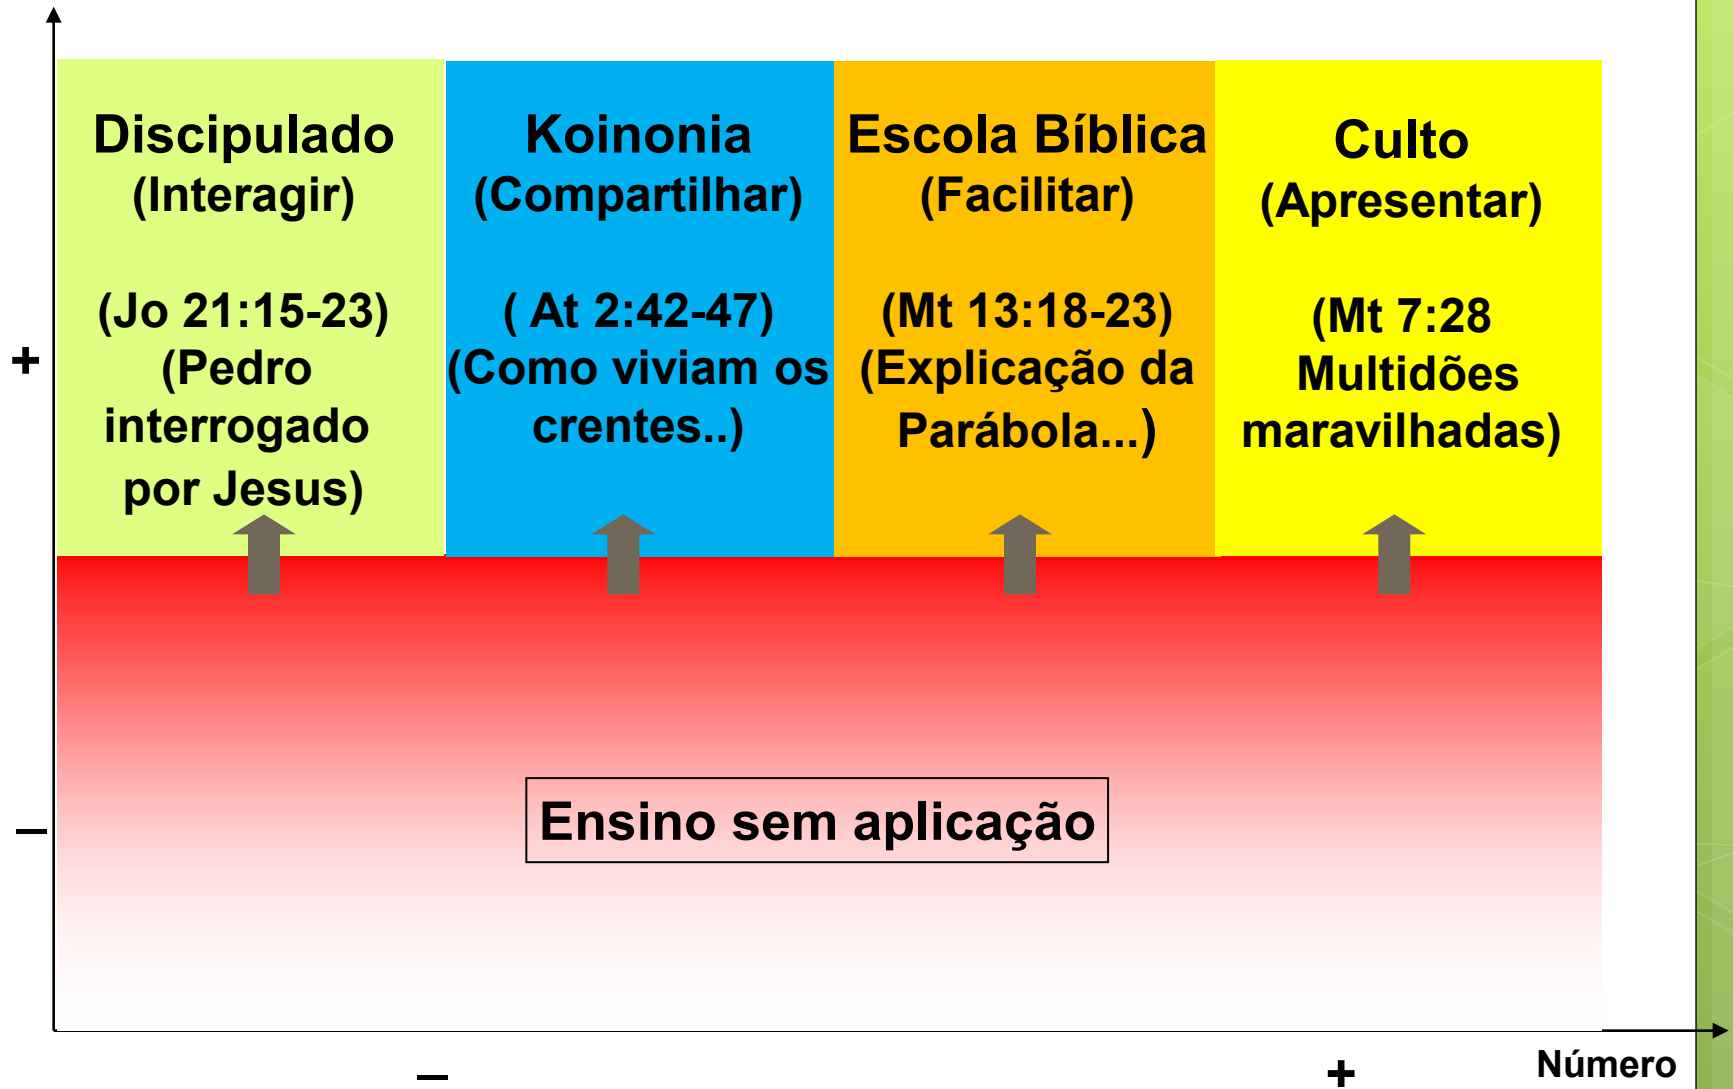 Discipulado
(Interagir)
(Jo 21:15-23)
(Pedro
interrogado
por Jesus)
Koinonia
(Compartilhar)
( At 2:42-47)
(Como viviam os
crentes..)
Escola Bíblica
(Facilitar)
(Mt 13:18-23)
(Explicação da
Parábola...)
Culto
(Apresentar)
(Mt 7:28
Multidões
maravilhadas)
+
–
Ensino sem aplicação
–
+
Número